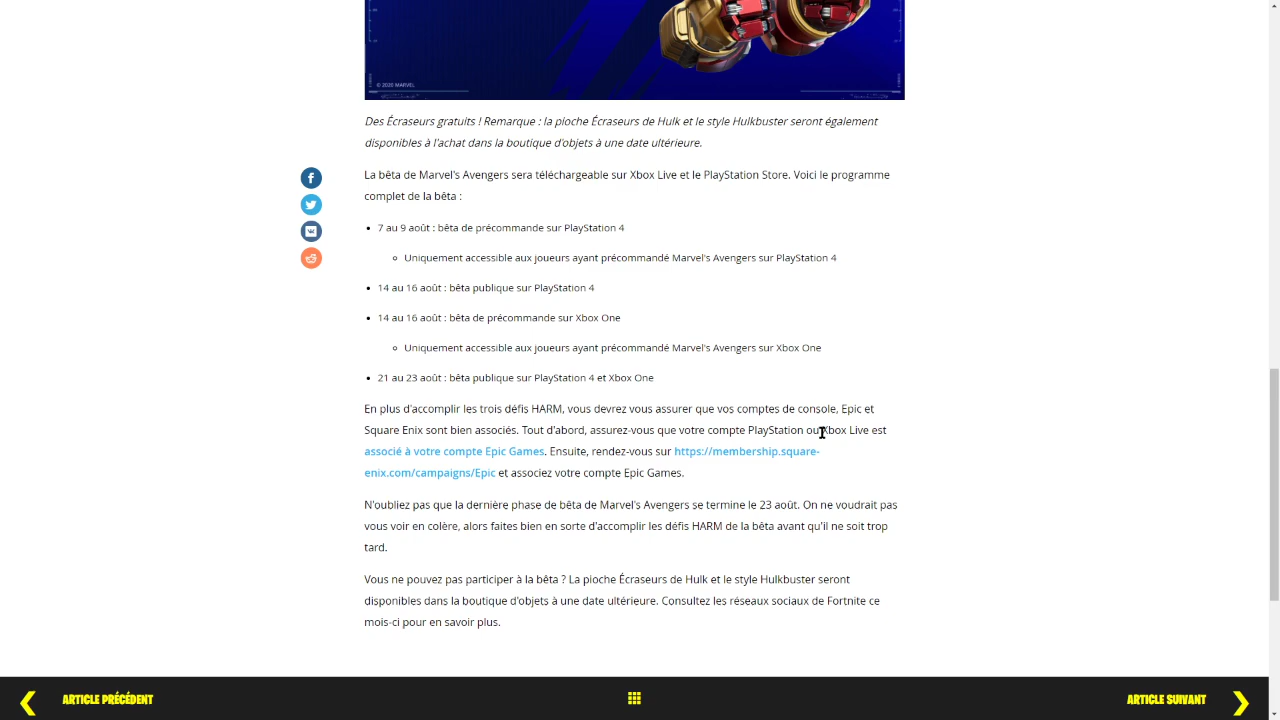 © 2020 MARVEL
Des Écraseurs gratuits ! Remarque : la pioche Écraseurs de Hulk et le style Hulkbuster seront également
disponibles à l'achat dans la boutique d'objets à une date ultérieure.
La bêta de Marvel's Avengers sera téléchargeable sur Xbox Live et le PlayStation Store. Voici le programme
complet de la bêta :
• 7 au 9 août : bêta de précommande sur PlayStation 4
◦ Uniquement accessible aux joueurs ayant précommandé Marvel's Avengers sur PlayStation 4
• 14 au 16 août : bêta publique sur PlayStation 4
• 14 au 16 août : bêta de précommande sur Xbox One
◦ Uniquement accessible aux joueurs ayant précommandé Marvel's Avengers sur Xbox One
• 21 au 23 août : bêta publique sur PlayStation 4 et Xbox One
En plus d'accomplir les trois défis HARM, vous devrez vous assurer que vos comptes de console, Epic et
Square Enix sont bien associés. Tout d'abord, assurez-vous que votre compte PlayStation ou Xbox Live est
associé à votre compte Epic Games. Ensuite, rendez-vous sur https://membership.square-
enix.com/campaigns/Epic et associez votre compte Epic Games.
N'oubliez pas que la dernière phase de bêta de Marvel's Avengers se termine le 23 août. On ne voudrait pas
vous voir en colère, alors faites bien en sorte d'accomplir les défis HARM de la bêta avant qu'il ne soit trop
tard.
Vous ne pouvez pas participer à la bêta ? La pioche Écraseurs de Hulk et le style Hulkbuster seront
disponibles dans la boutique d'objets à une date ultérieure. Consultez les réseaux sociaux de Fortnite ce
mois-ci pour en savoir plus.
ARTICLE PRÉCÉDENT
ARTICLE SUIVANT